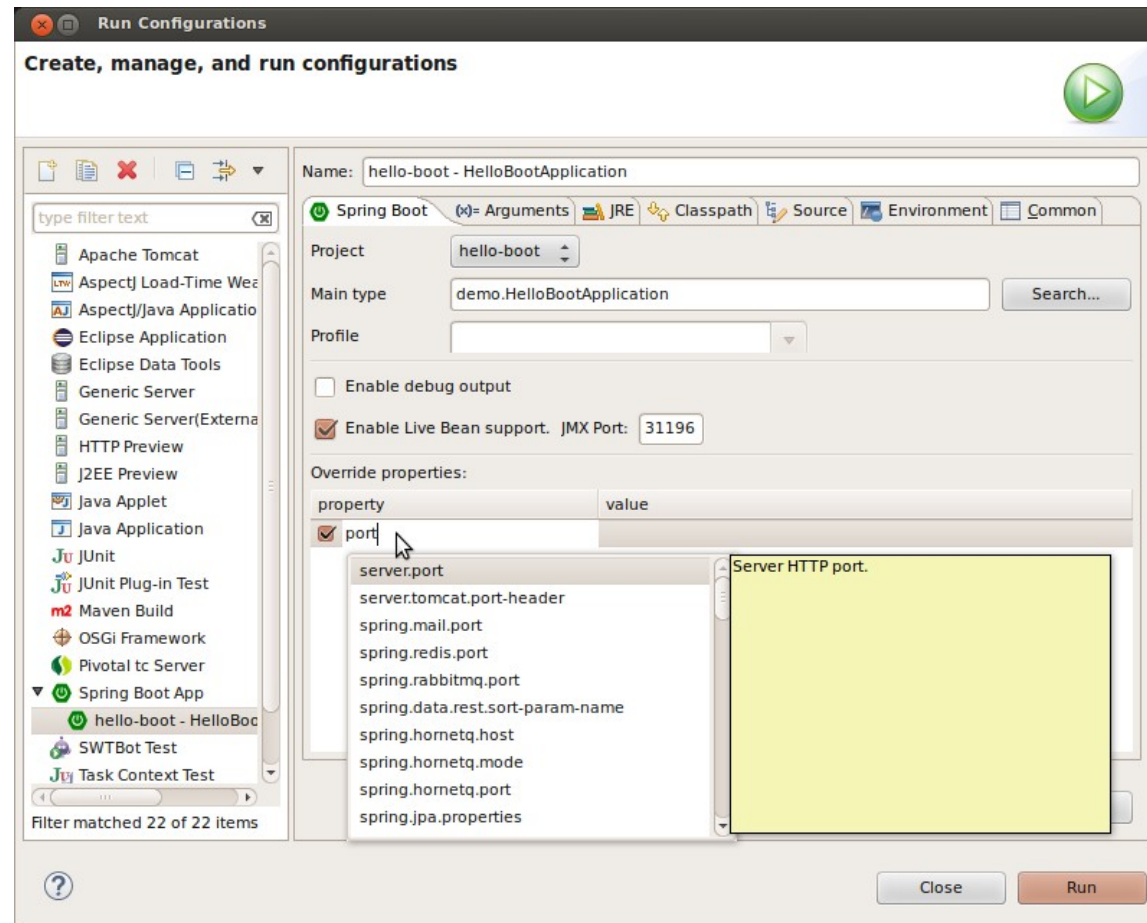 Run Configurations
Create, manage, and run configurations
type filter text
Apache Tomcat
LTW AspectJ Load-Time Wea
AJ AspectJ/Java Applicatio
Eclipse Application
Eclipse Data Tools
Generic Server
Generic Server(Externa
HTTP Preview
J2EE Preview
Java Applet
J Java Application
Ju JUnit
Ju JUnit Plug-in Test
m2 Maven Build
OSGi Framework
Pivotal tc Server
Spring Boot App
hello-boot - HelloBoo
SWTBot Test
Ju Task Context Test
Filter matched 22 of 22 items
Name: hello-boot - HelloBootApplication
Spring Boot (x)= Arguments JRE Classpath Source Environment Common
Project hello-boot
Main type demo.HelloBootApplication Search...
Profile
Enable debug output
Enable Live Bean support. JMX Port: 31196
Override properties:
property value
port
server.port
server.tomcat.port-header
spring.mail.port
spring.redis.port
spring.rabbitmq.port
spring.data.rest.sort-param-name
spring.hornetq.host
spring.hornetq.mode
spring.hornetq.port
spring.jpa.properties
Server HTTP port.
? Close Run